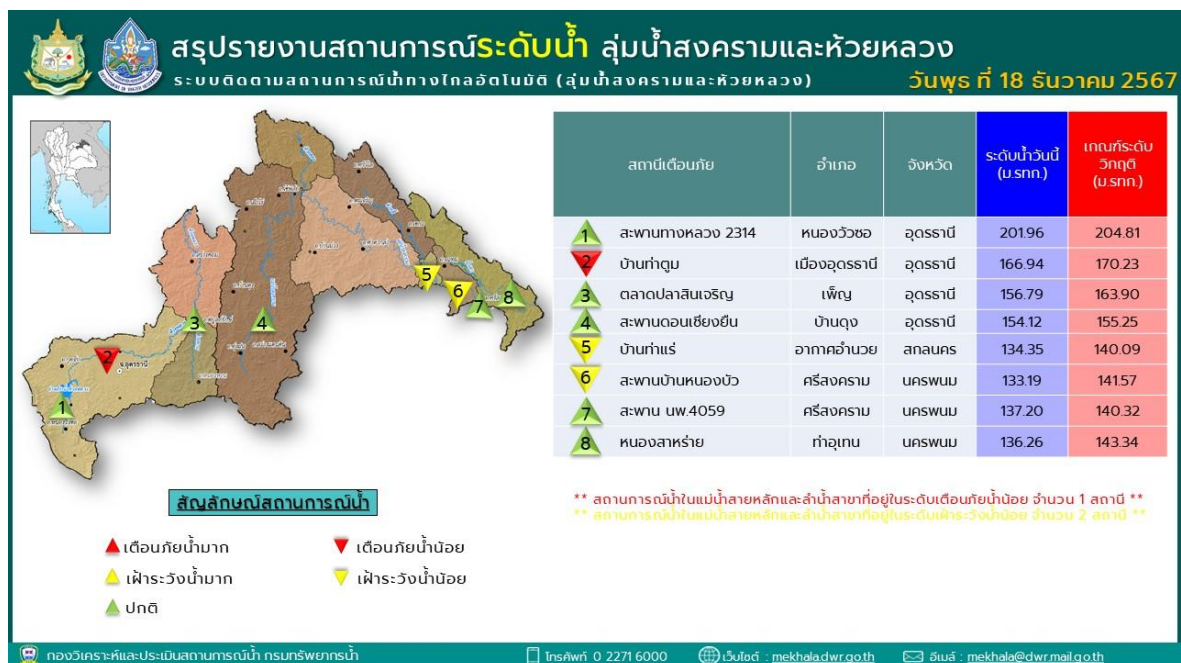 สรุปรายงานสถานการณ์ระดับน้ำ ลุ่มน้ำสงครามและห้วยหลวง
ระบบติดตามสถานการณ์น้ำทางไกลอัตโนมัติ (ลุ่มน้ำสงครามและห้วยหลวง)
วันพุธ ที่ 18 ธันวาคม 2567
สถานีเตือนภัย อำเภอ จังหวัด ระดับน้ำวันนี้ (ม.รทก.) เกณฑ์ระดับวิกฤติ (ม.รทก.)
1 สะพานทางหลวง 2314 หนองวัวซอ อุดรธานี 201.96 204.81
2 บ้านท่าตูม เมืองอุดรธานี อุดรธานี 166.94 170.23
3 ตลาดปลาสินเจริญ เพ็ญ อุดรธานี 156.79 163.90
4 สะพานดอนเชียงยืน บ้านดุง อุดรธานี 154.12 155.25
5 บ้านท่าแร่ อากาศอำนวย สกลนคร 134.35 140.09
6 สะพานบ้านหนองบัว ศรีสงคราม นครพนม 133.19 141.57
7 สะพาน นพ.4059 ศรีสงคราม นครพนม 137.20 140.32
8 หนองสาหร่าย ท่าอุเทน นครพนม 136.26 143.34
5
6
7
8
3
4
2
อ.อุดรธานี
1
** สถานการณ์น้ำในแม่น้ำสายหลักและลำน้ำสาขาที่อยู่ในระดับเตือนภัยน้ำน้อย จำนวน 1 สถานี **
** สถานการณ์น้ำในแม่น้ำสายหลักและลำน้ำสาขาที่อยู่ในระดับเฝ้าระวังน้ำน้อย จำนวน 2 สถานี **
สัญลักษณ์สถานการณ์น้ำ
เตือนภัยน้ำมาก เตือนภัยน้ำน้อย
เฝ้าระวังน้ำมาก เฝ้าระวังน้ำน้อย
ปกติ
กองวิเคราะห์และประเมินสถานการณ์น้ำ กรมทรัพยากรน้ำ โทรศัพท์ 0 2271 6000 เว็บไซต์ : mekhala.dwr.go.th อีเมล์ : mekhala@dwr.mail.go.th